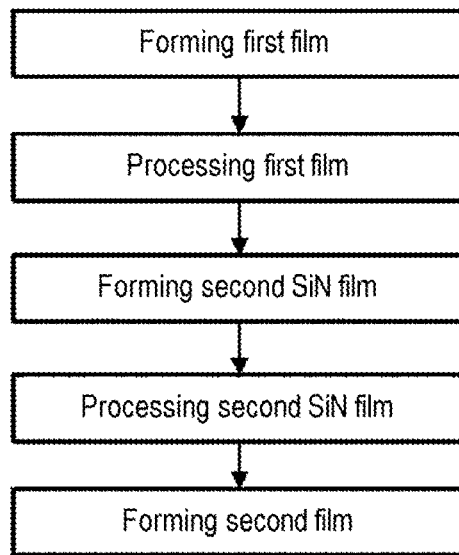 Forming first film
Processing first film
Forming second SiN film
Processing second SiN film
Forming second film